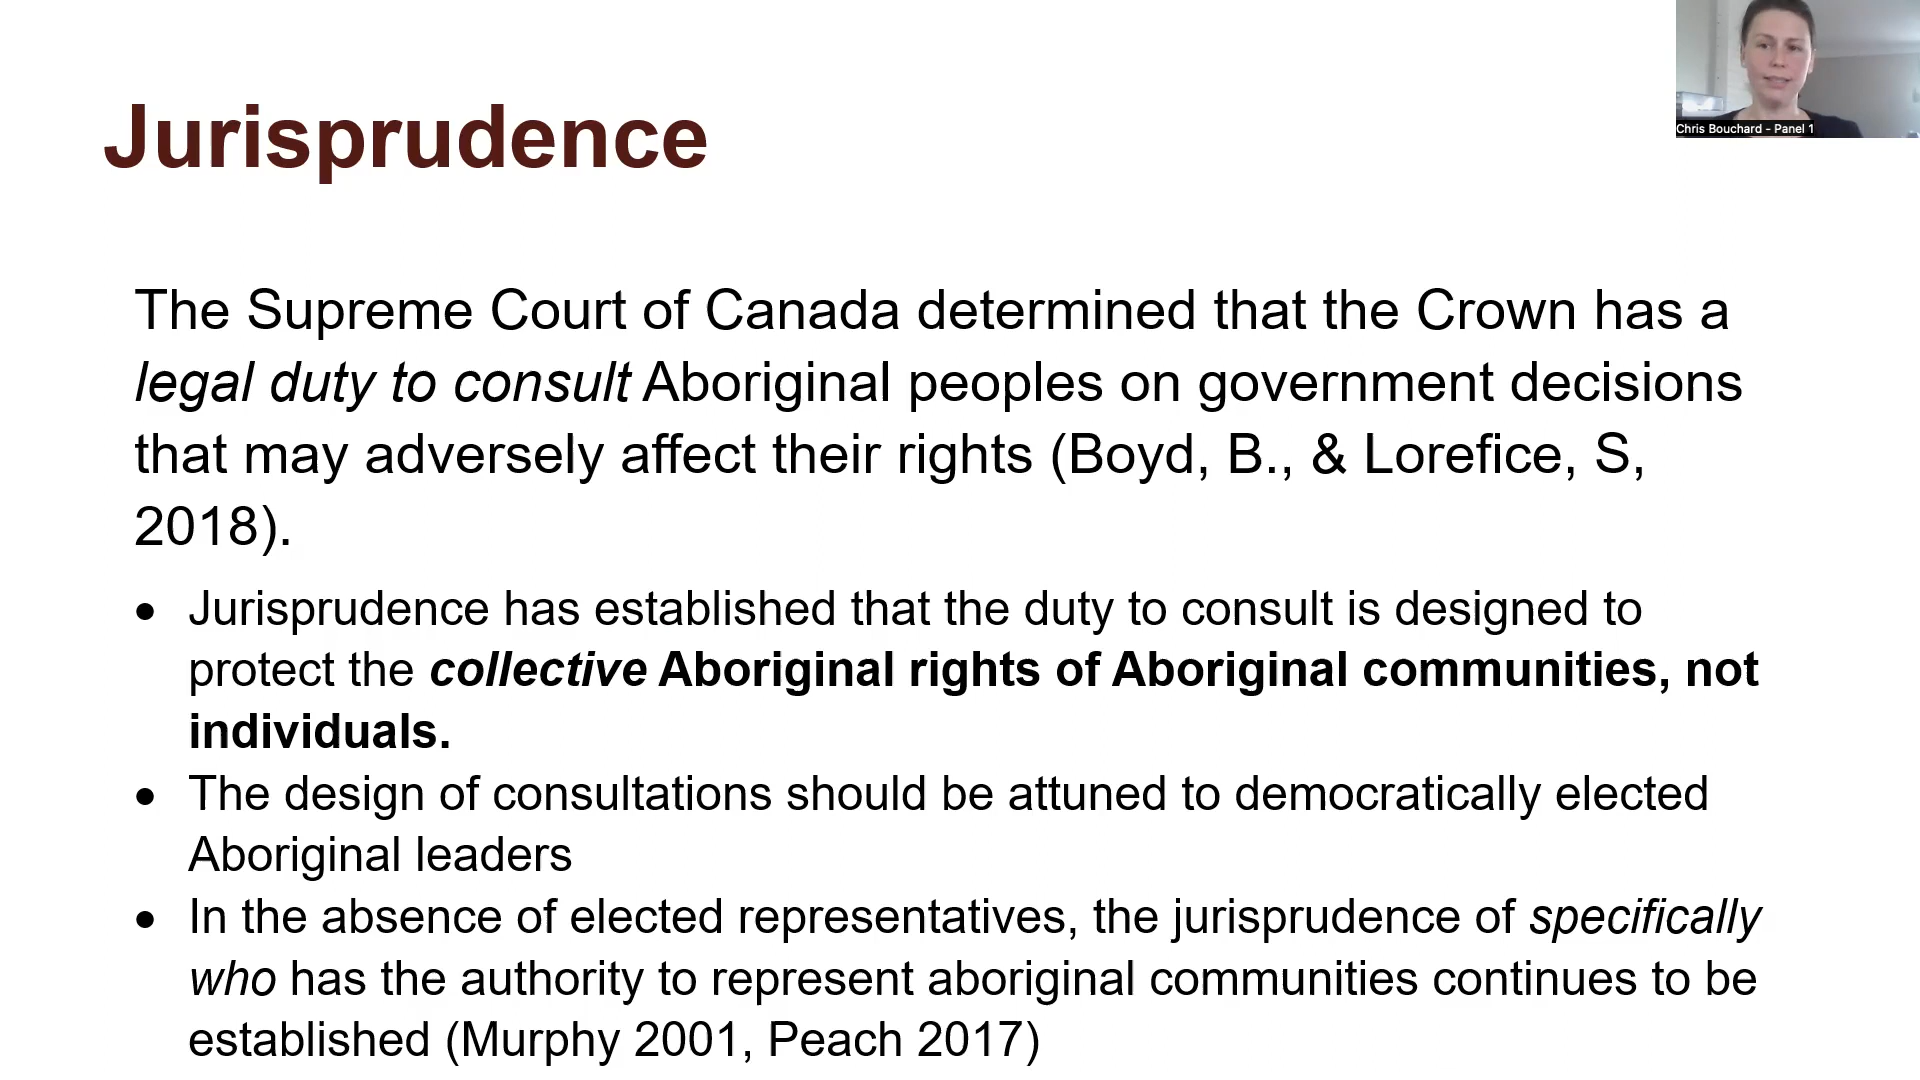 Chris Bouchard - Panel 1
Jurisprudence
The Supreme Court of Canada determined that the Crown has a
legal duty to consult Aboriginal peoples on government decisions
that may adversely affect their rights (Boyd, B., & Lorefice, S,
2018).
• Jurisprudence has established that the duty to consult is designed to
protect the collective Aboriginal rights of Aboriginal communities, not
individuals.
• The design of consultations should be attuned to democratically elected
Aboriginal leaders
• In the absence of elected representatives, the jurisprudence of specifically
who has the authority to represent aboriginal communities continues to be
established (Murphy 2001, Peach 2017)